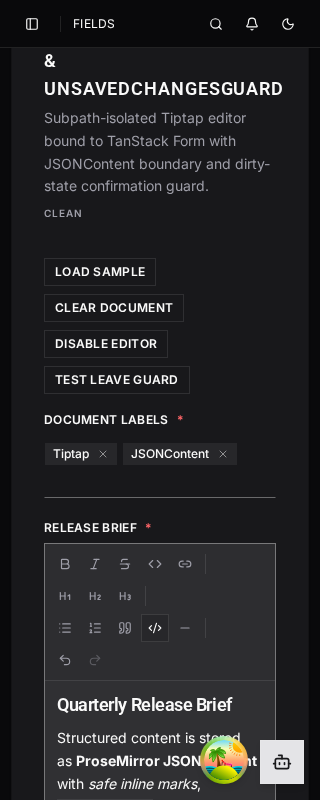 FIELDS
&
UNSAVEDCHANGESGUARD
Subpath-isolated Tiptap editor
bound to TanStack Form with
JSONContent boundary and dirty-
state confirmation guard.
CLEAN
LOAD SAMPLE
CLEAR DOCUMENT
DISABLE EDITOR
TEST LEAVE GUARD
DOCUMENT LABELS *
Tiptap JSONContent
RELEASE BRIEF *
H1 H2 H3
Quarterly Release Brief
Structured content is stored
as ProseMirror JSON
with safe inline marks,